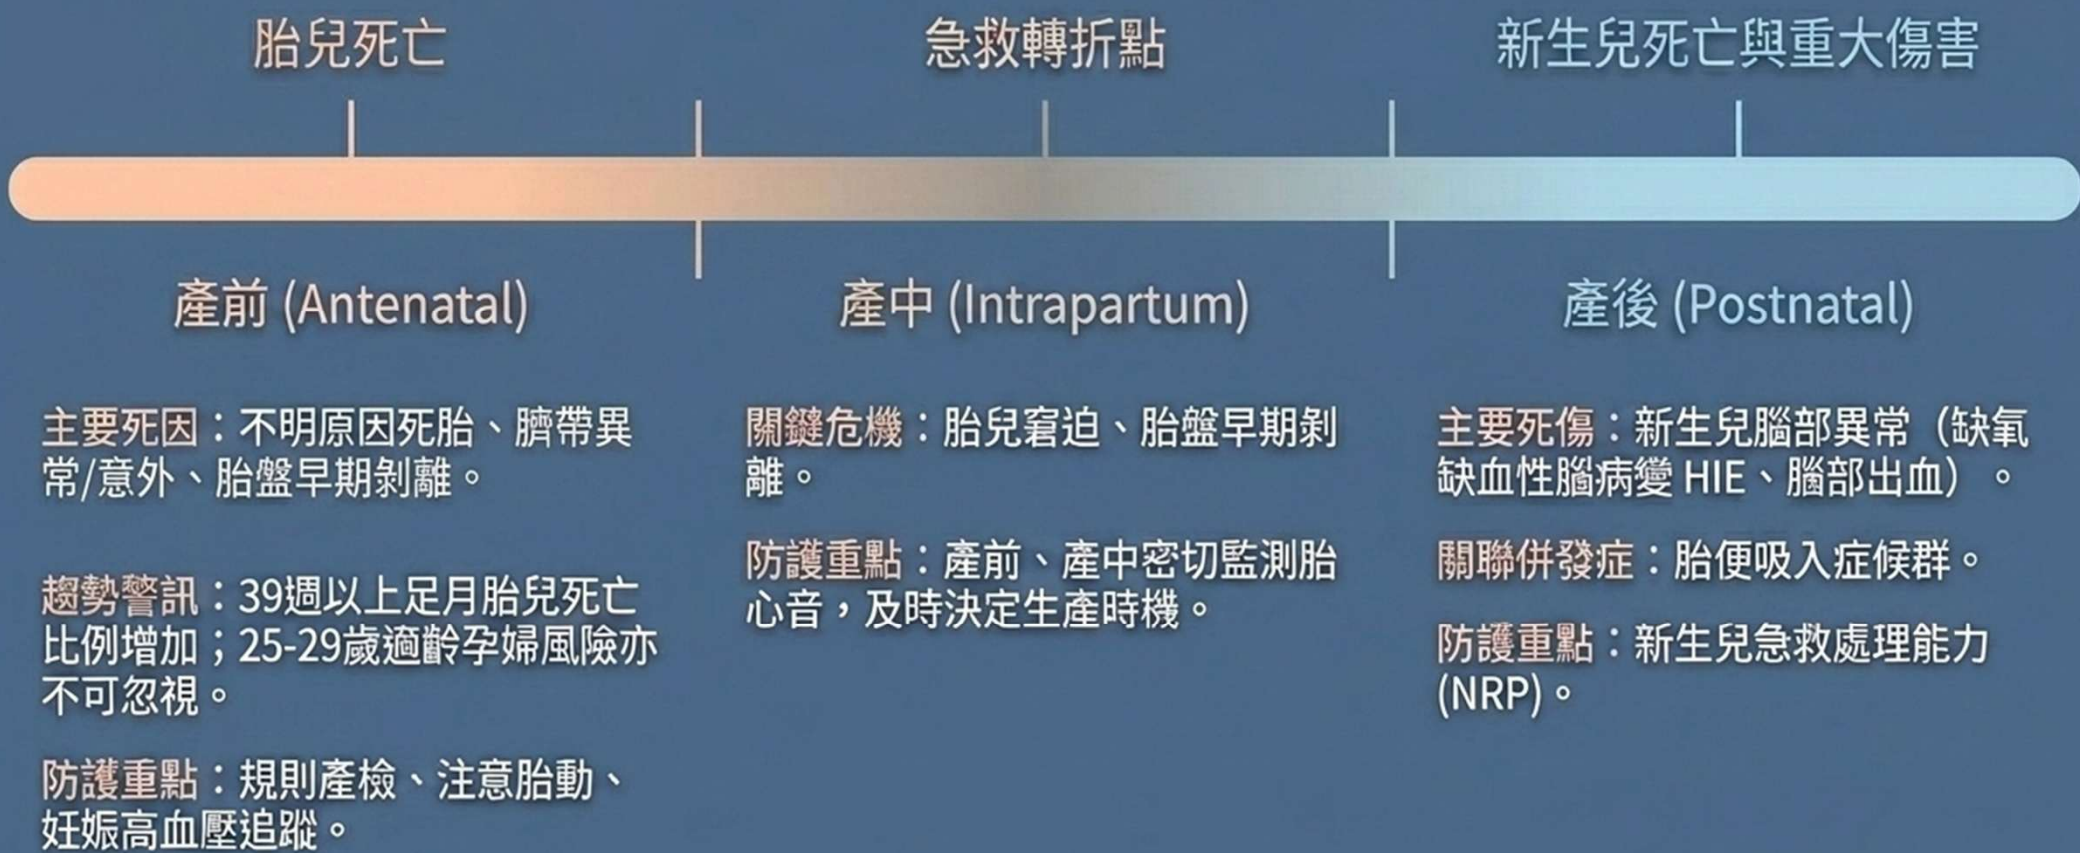 胎兒死亡
急救轉折點
新生兒死亡與重大傷害
產前 (Antenatal)
主要死因：不明原因死胎、臍帶異
常/意外、胎盤早期剝離。
趨勢警訊：39週以上足月胎兒死亡
比例增加；25-29歲適齡孕婦風險亦
不可忽視。
防護重點：規則產檢、注意胎動、
妊娠高血壓追蹤。
產中 (Intrapartum)
關鍵危機：胎兒窘迫、胎盤早期剝
離。
防護重點：產前、產中密切監測胎
心音，及時決定生產時機。
產後 (Postnatal)
主要死傷：新生兒腦部異常（缺氧
缺血性腦病變 HIE、腦部出血）。
關聯併發症：胎便吸入症候群。
防護重點：新生兒急救處理能力
(NRP)。